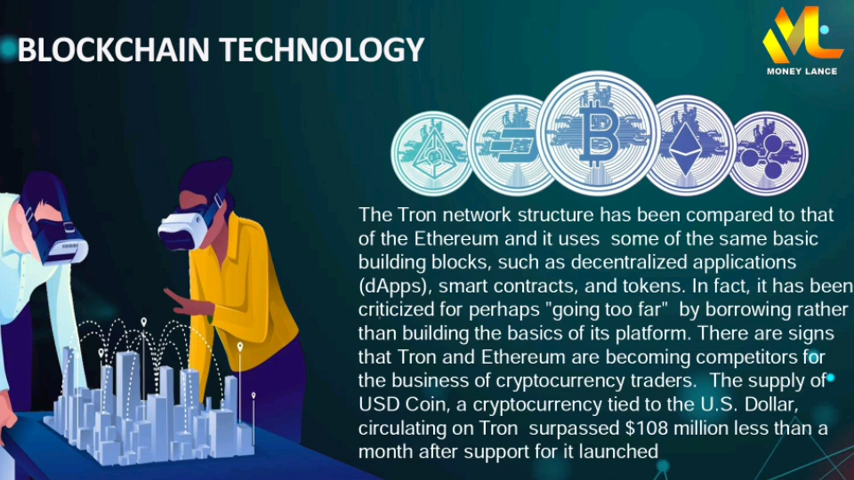 BLOCKCHAIN TECHNOLOGY
MONEY LANCE
The Tron network structure has been compared to that
of the Ethereum and it uses some of the same basic
building blocks, such as decentralized applications
(dApps), smart contracts, and tokens. In fact, it has been
criticized for perhaps "going too far" by borrowing rather
than building the basics of its platform. There are signs
that Tron and Ethereum are becoming competitors for
the business of cryptocurrency traders. The supply of
USD Coin, a cryptocurrency tied to the U.S. Dollar,
circulating on Tron surpassed $108 million less than a
month after support for it launched